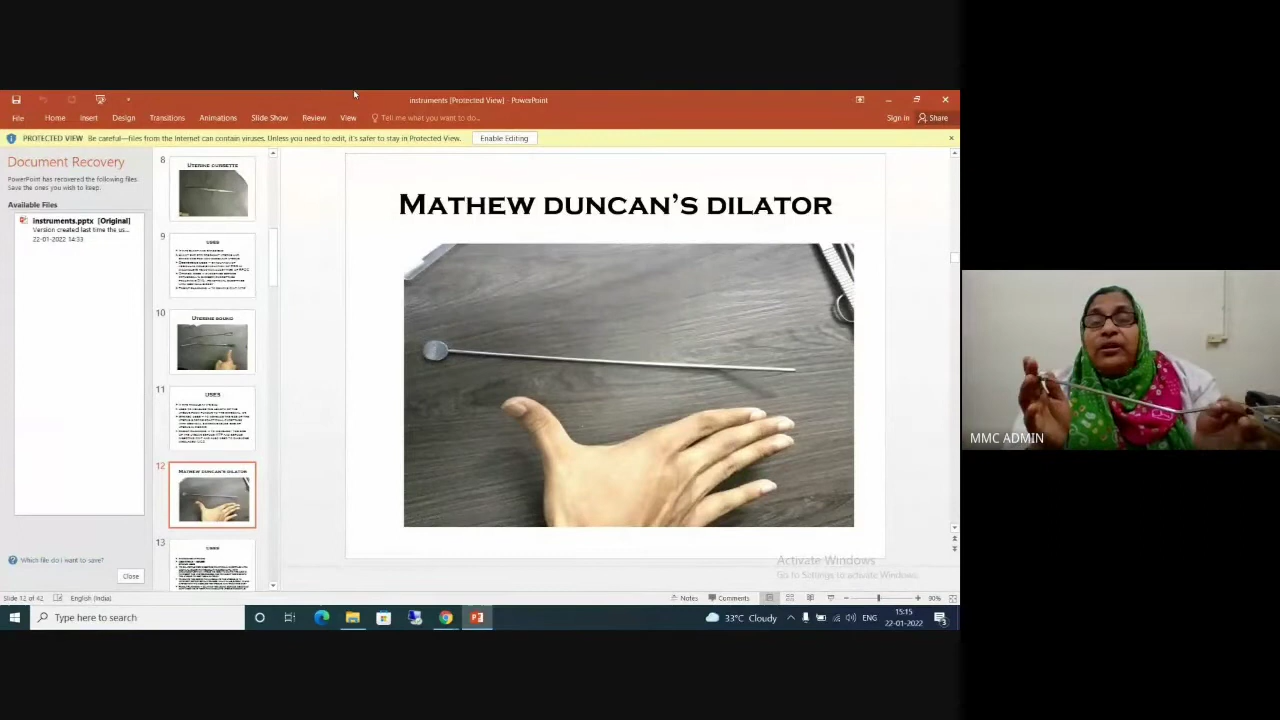 instruments [Protected View] - PowerPoint
File Home Insert Design Transitions Animations Slide Show Review View Tell me what you want to do... Sign in Share
PROTECTED VIEW Be careful—files from the Internet can contain viruses. Unless you need to edit, it's safer to stay in Protected View. Enable Editing
Document Recovery
PowerPoint has recovered the following files.
Save the ones you wish to keep.
Available Files
instruments.pptx [Original]
Version created last time the us...
22-01-2022 14:33
Which file do I want to save?
Close
8
UTERINE CURRETTE
9
USES
10
UTERINE SOUND
11
USES
12
MATHEW DUNCAN'S DILATOR
13
USES
MATHEW DUNCAN'S DILATOR
MMC ADMIN
Activate Windows
Go to Settings to activate Windows.
Slide 12 of 42 English (India) Notes Comments 90%
Type here to search
33°C Cloudy ENG 15:15
22-01-2022 3